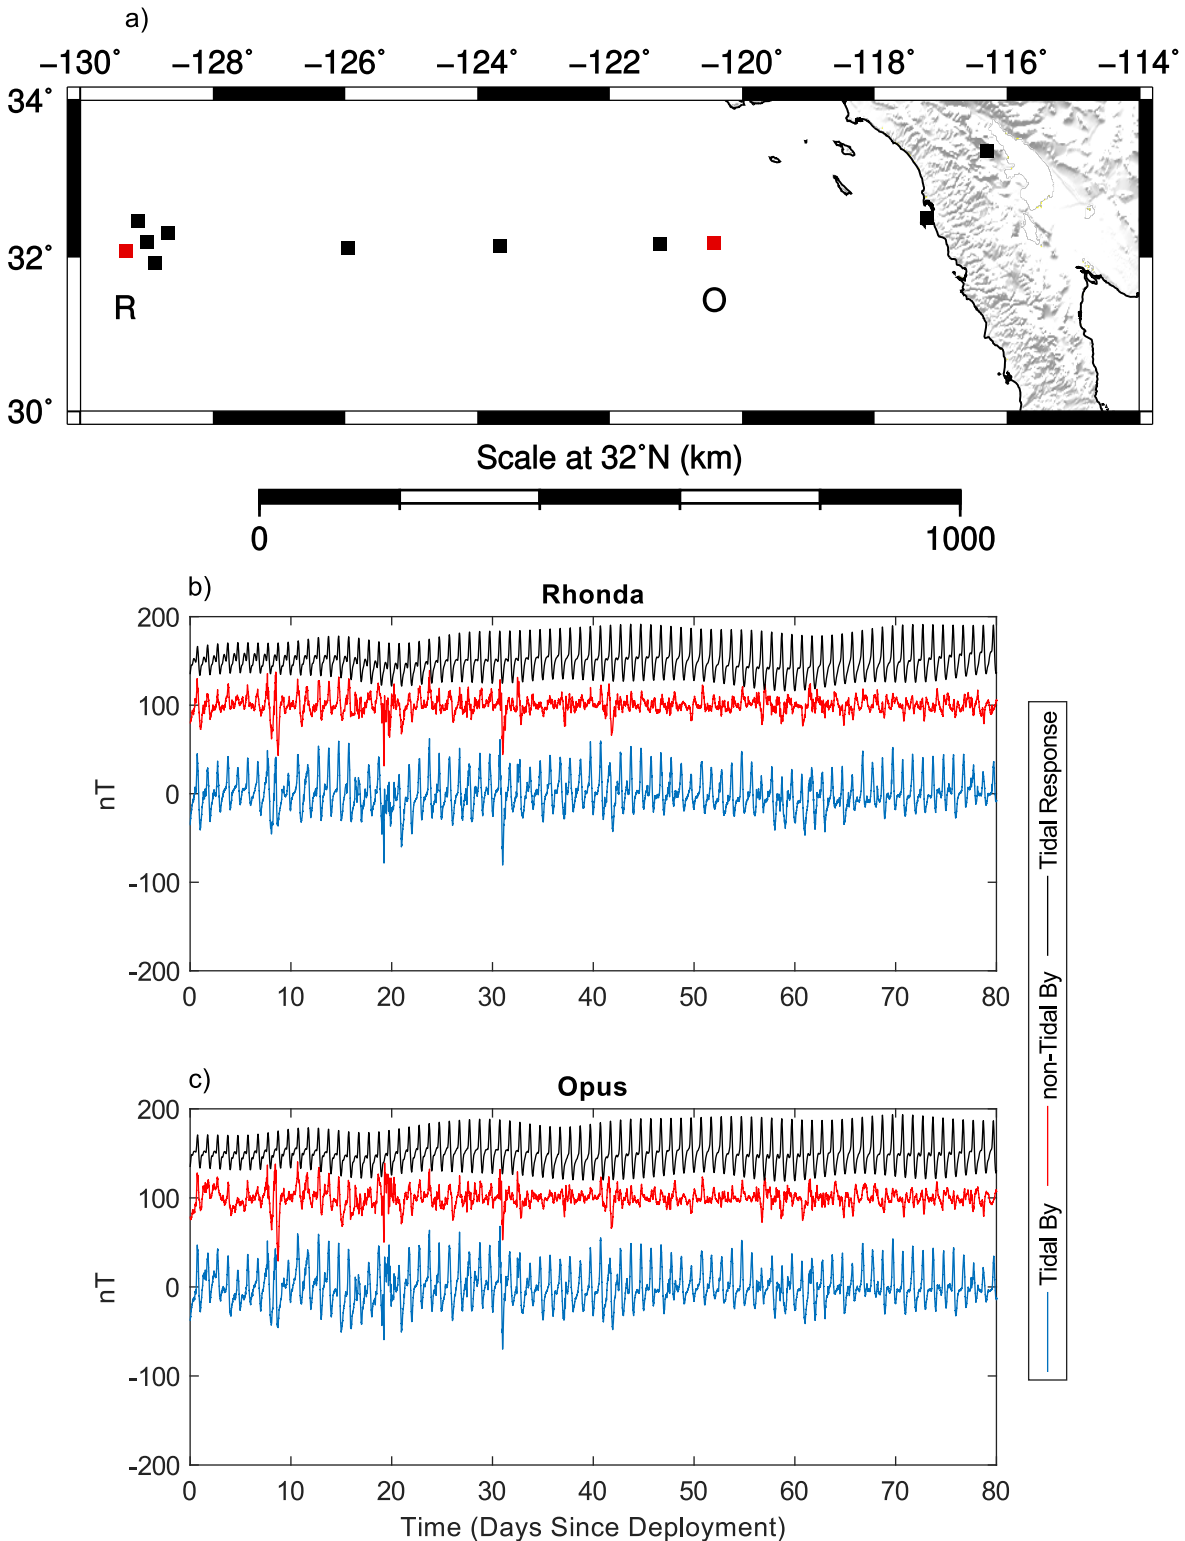 a)
−130˚ −128˚ −126˚ −124˚ −122˚ −120˚ −118˚ −116˚ −114˚
34˚
32˚
30˚
R
O
Scale at 32˚N (km)
0 1000
b)
Rhonda
200
100
0
-100
-200
nT
0 10 20 30 40 50 60 70 80
c)
Opus
200
100
0
-100
-200
nT
0 10 20 30 40 50 60 70 80
Time (Days Since Deployment)
Tidal By non-Tidal By Tidal Response